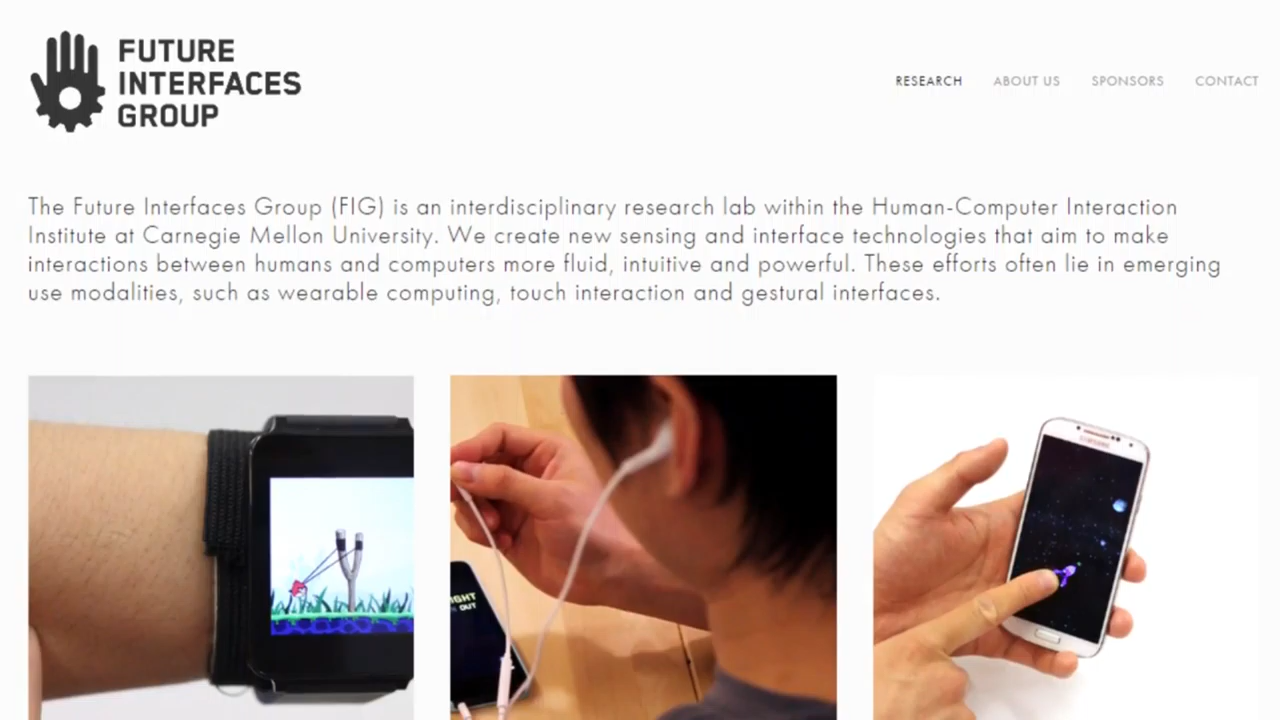 FUTURE
INTERFACES
GROUP
RESEARCH ABOUT US SPONSORS CONTACT
The Future Interfaces Group (FIG) is an interdisciplinary research lab within the Human-Computer Interaction
Institute at Carnegie Mellon University. We create new sensing and interface technologies that aim to make
interactions between humans and computers more fluid, intuitive and powerful. These efforts often lie in emerging
use modalities, such as wearable computing, touch interaction and gestural interfaces.
SAMSUNG
OUT